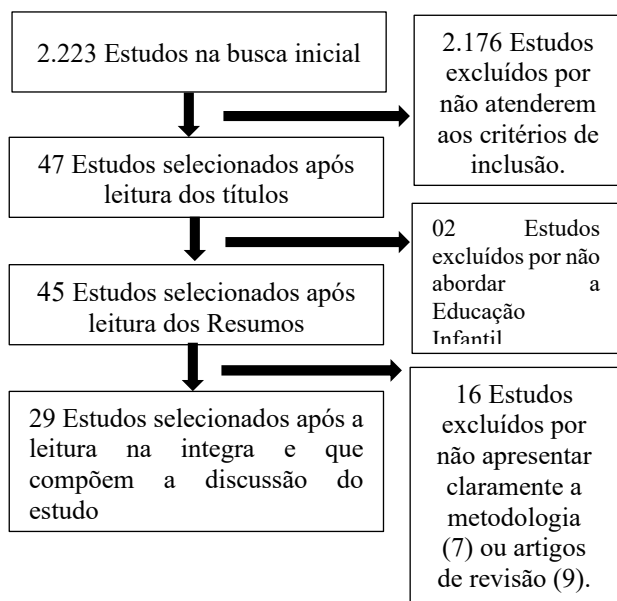 2.223 Estudos na busca inicial
2.176 Estudos
excluídos por
não atenderem
aos critérios de
inclusão.
47 Estudos selecionados após
leitura dos títulos
02 Estudos
excluídos por não
abordar a
Educação
Infantil
45 Estudos selecionados após
leitura dos Resumos
29 Estudos selecionados após a
leitura na integra e que
compõem a discussão do
estudo
16 Estudos
excluídos por
não apresentar
claramente a
metodologia
(7) ou artigos
de revisão (9).